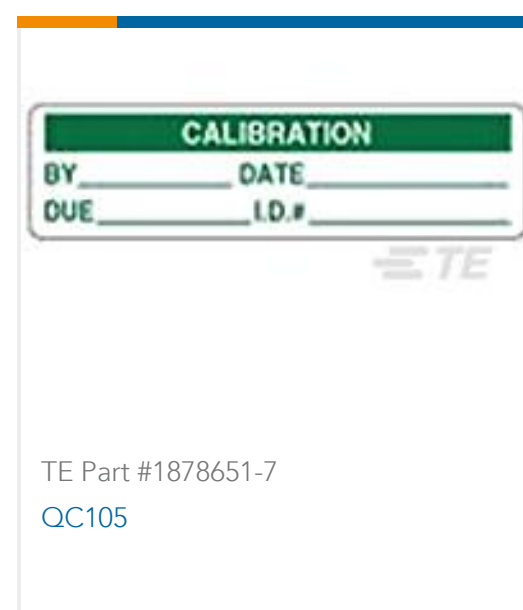 CALIBRATION
BY DATE
DUE I.D.#
TE
TE Part #1878651-7
QC105